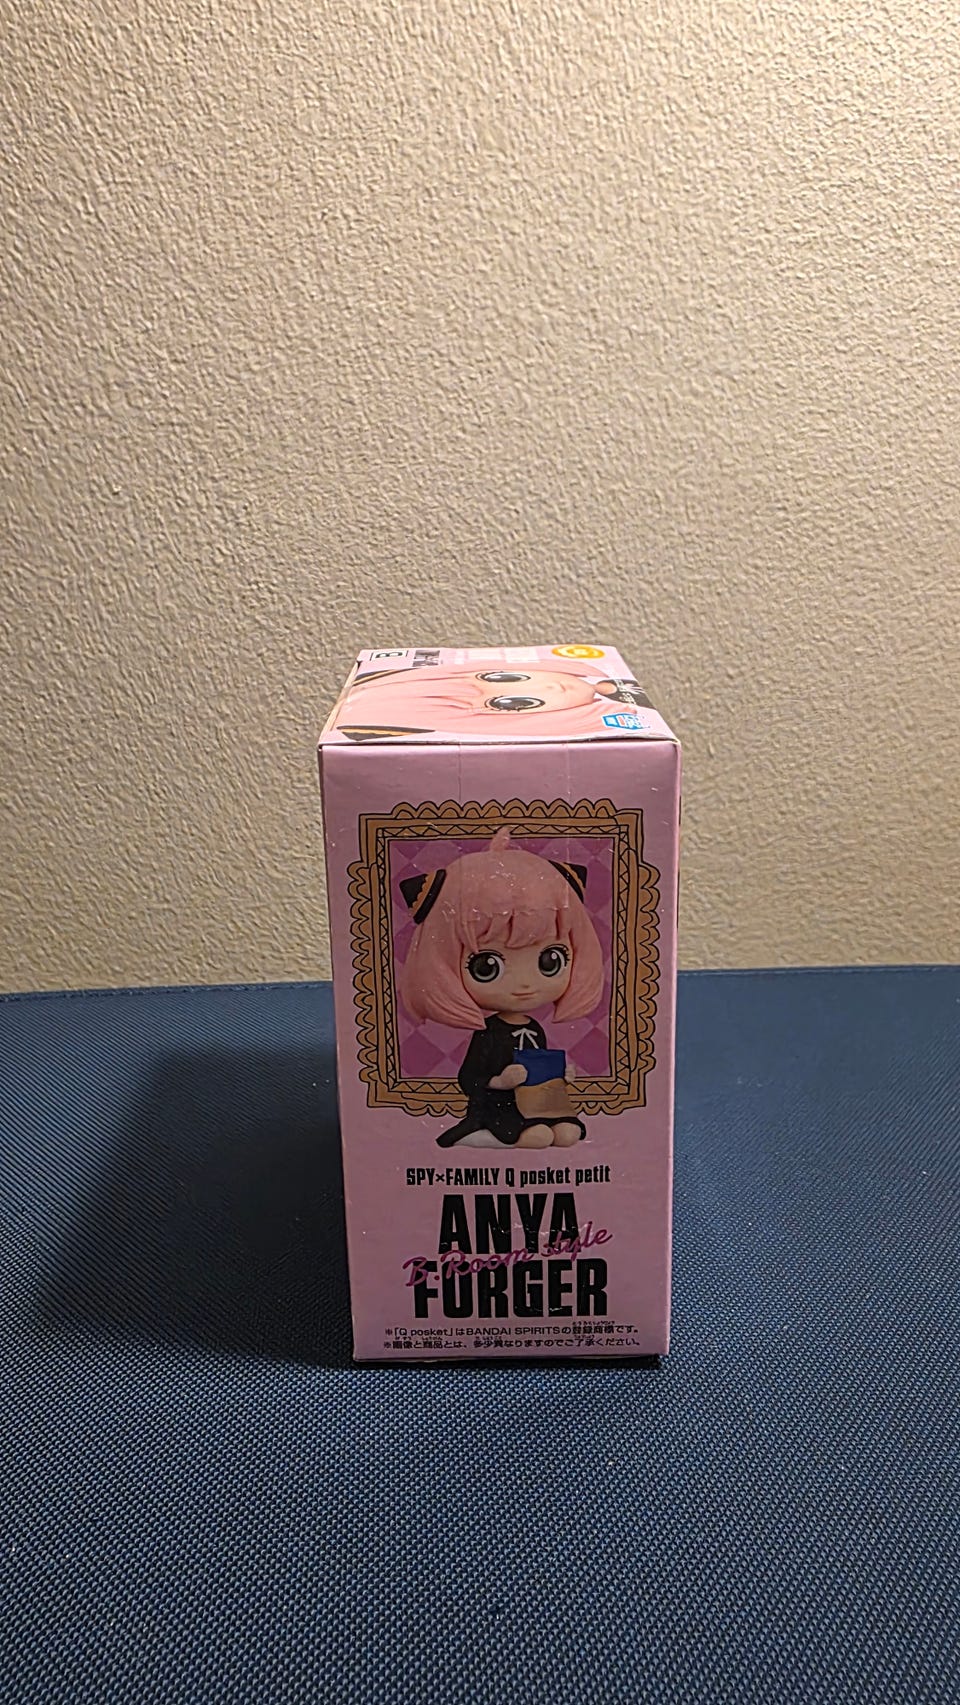 B
SPY×FAMILY Q posket petit
ANYA
B.Room style
FORGER
※「Q posket」はBANDAI SPIRITSの登録商標です。
※画像と商品とは、多少異なりますのでご了承ください。